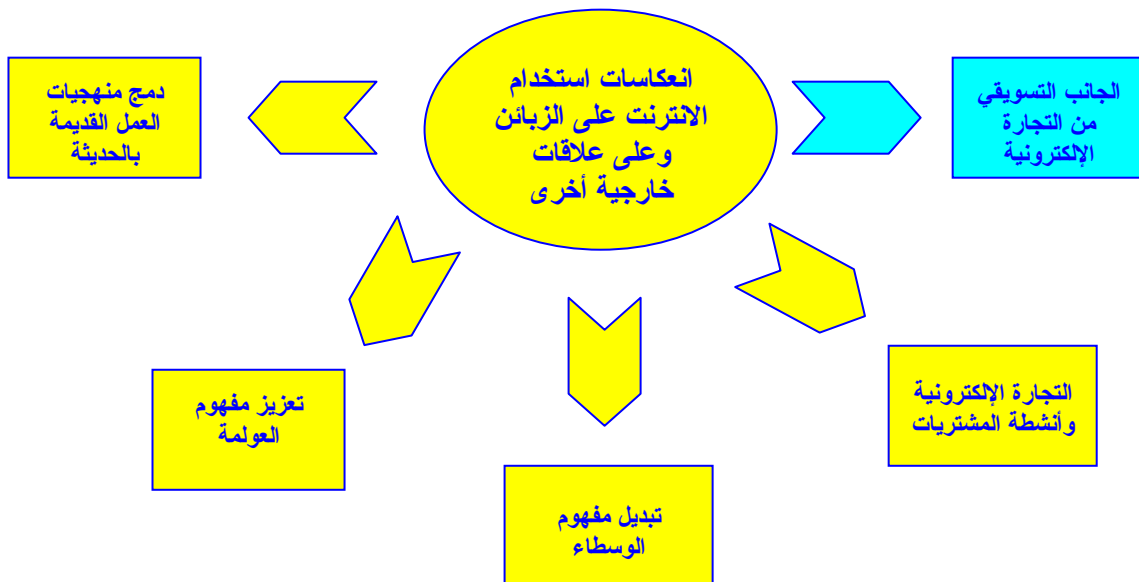 انعكاسات استخدام
الانترنت على الزبائن
وعلى علاقات
خارجية أخرى
الجانب التسويقي
من التجارة
الإلكترونية
التجارة الإلكترونية
وأنشطة المشتريات
تبديل مفهوم
الوسطاء
تعزيز مفهوم
العولمة
دمج منهجيات
العمل القديمة
بالحديثة